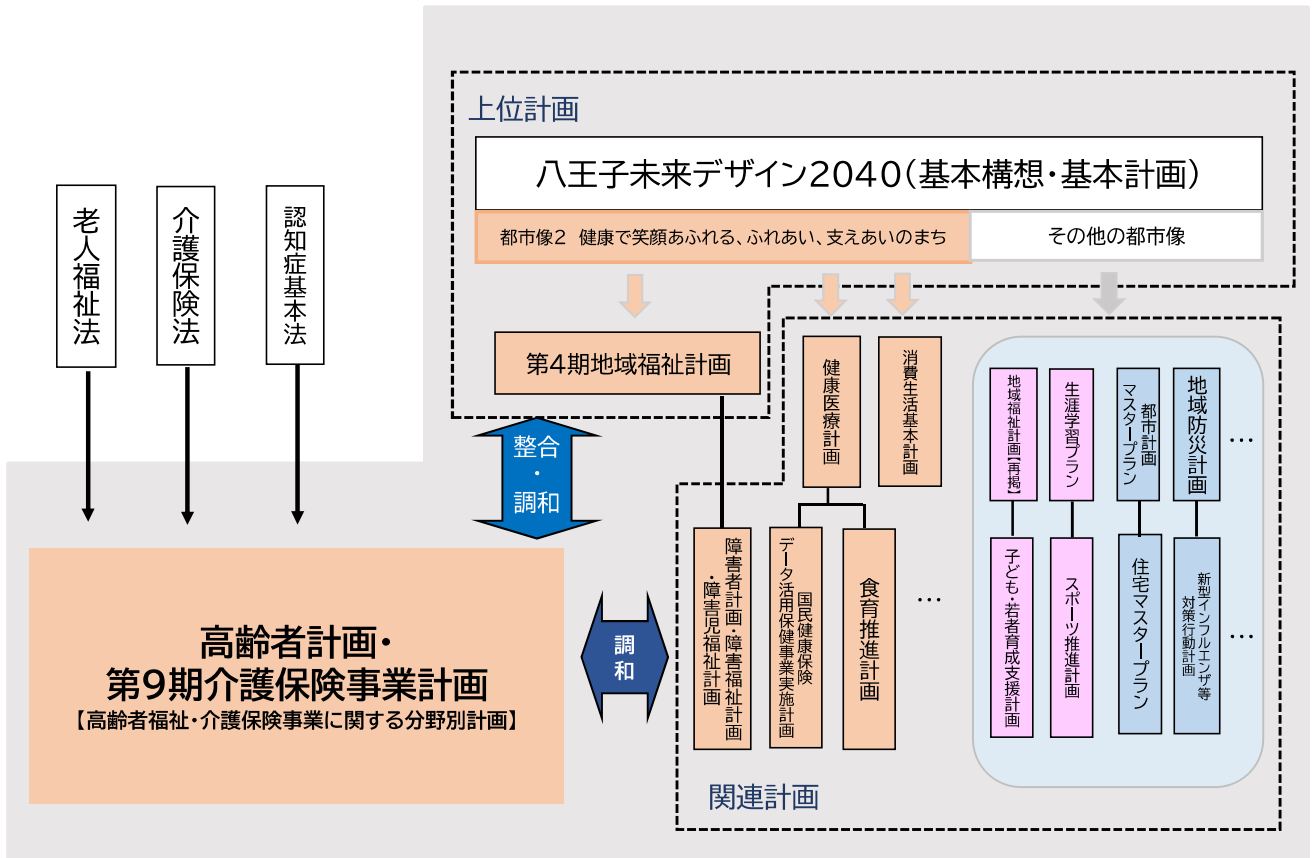 上位計画
八王子未来デザイン2040(基本構想・基本計画)
都市像2 健康で笑顔あふれる、ふれあい、支えあいのまち
その他の都市像
老人福祉法
介護保険法
認知症基本法
第4期地域福祉計画
整合
・
調和
健康医療計画
消費生活基本計画
地域福祉計画【再掲】
生涯学習プラン
都市計画
マスタープラン
地域防災計画
…
障害者計画・障害福祉計画
・障害児福祉計画
国民健康保険
データ活用保健事業実施計画
食育推進計画
…
子ども・若者育成支援計画
スポーツ推進計画
住宅マスタープラン
新型インフルエンザ等
対策行動計画
…
高齢者計画・
第9期介護保険事業計画
【高齢者福祉・介護保険事業に関する分野別計画】
調
和
関連計画